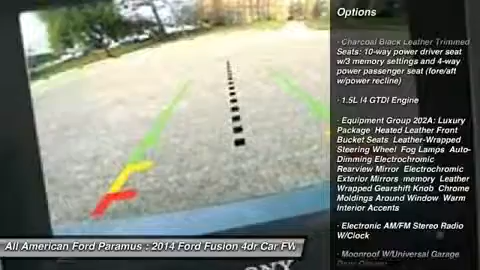 Options
· Charcoal Black Leather Trimmed
Seats: 10-way power driver seat
w/3 memory settings and 4-way
power passenger seat (fore/aft
w/power recline)
· 1.5L I4 GTDI Engine
· Equipment Group 202A: Luxury
Package Heated Leather Front
Bucket Seats Leather-Wrapped
Steering Wheel Fog Lamps Auto-
Dimming Electrochromic
Rearview Mirror Electrochromic
Exterior Mirrors memory Leather
Wrapped Gearshift Knob Chrome
Moldings Around Window Warm
Interior Accents
· Electronic AM/FM Stereo Radio
W/Clock
· Moonroof W/Universal Garage
All American Ford Paramus : 2014 Ford Fusion 4dr Car FW
SONY